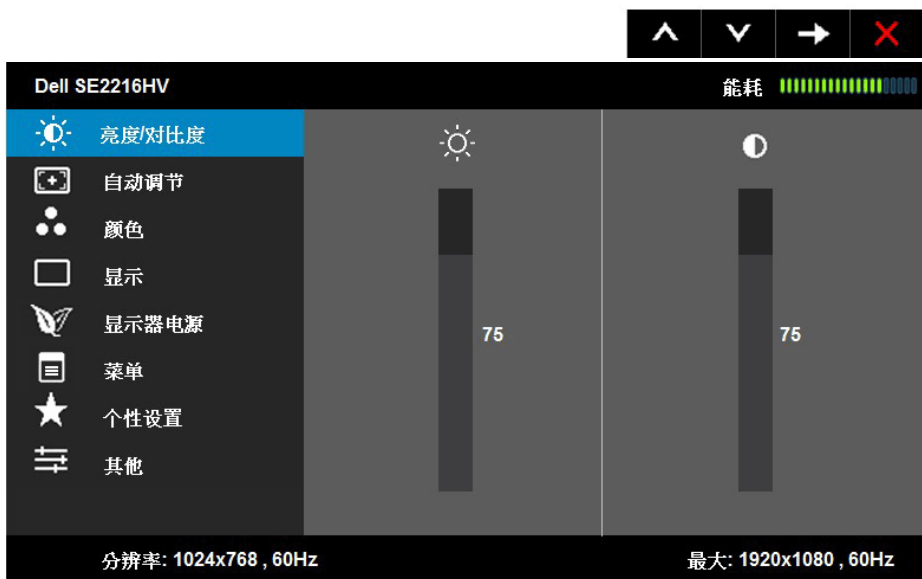 Dell SE2216HV 能耗
亮度/对比度
自动调节
颜色
显示
显示器电源
75 75
菜单
个性设置
其他
分辨率: 1024x768 , 60Hz 最大: 1920x1080 , 60Hz